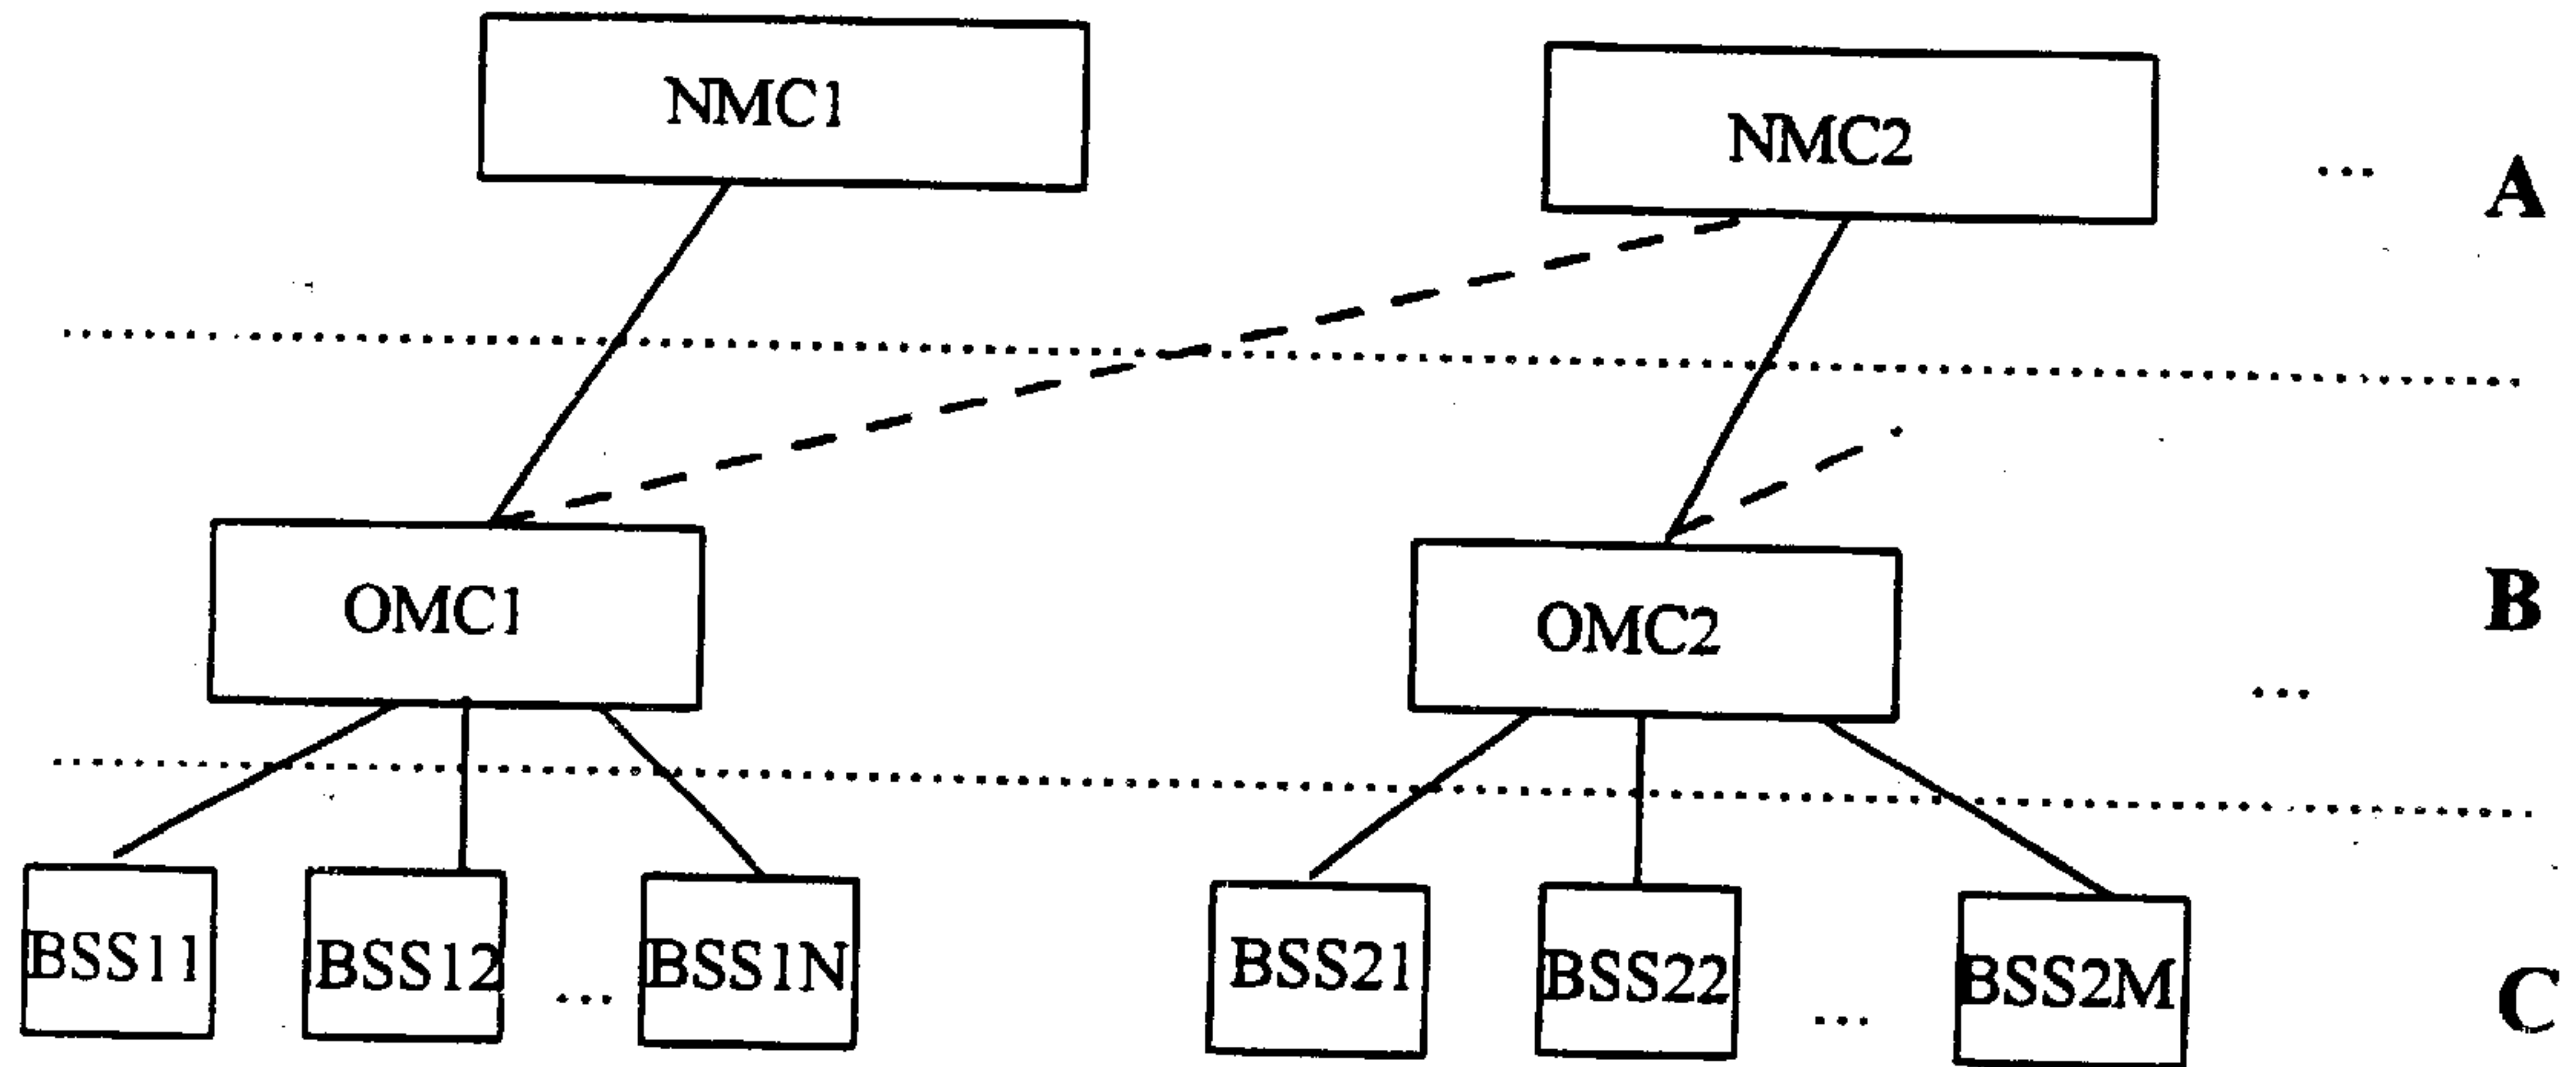 NMC1
NMC2
... A
OMC1
OMC2
B
...
BSS11 BSS12 ... BSS1N BSS21 BSS22 ... BSS2M C